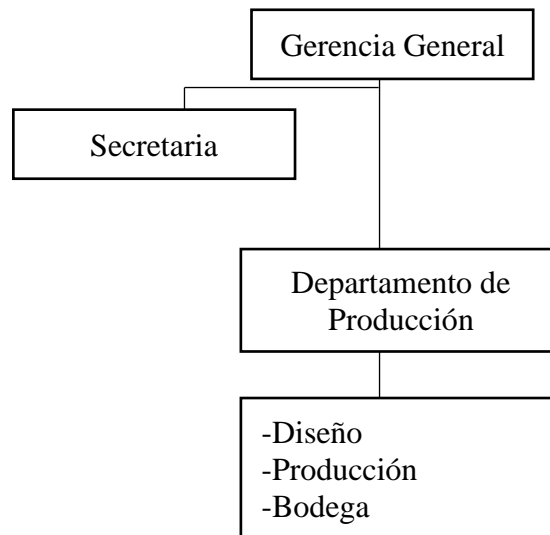 Gerencia General
Secretaria
Departamento de
Producción
-Diseño
-Producción
-Bodega